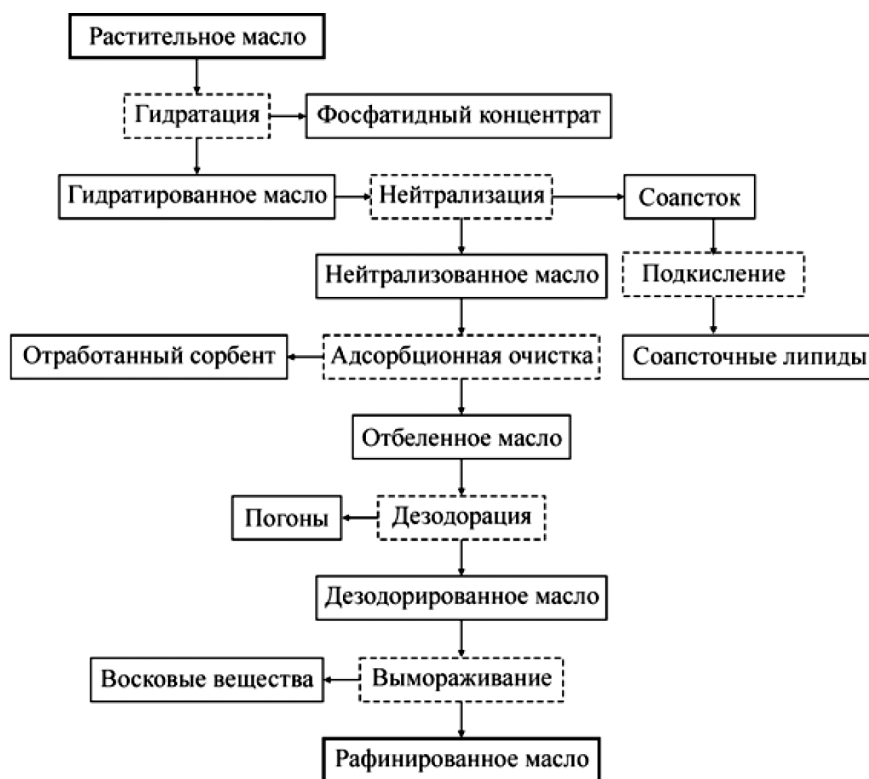 Растительное масло
Гидратация
Фосфатидный концентрат
Гидратированное масло
Нейтрализация
Соапсток
Нейтрализованное масло
Подкисление
Отработанный сорбент
Адсорбционная очистка
Соапсточные липиды
Отбеленное масло
Погоны
Дезодорация
Дезодорированное масло
Восковые вещества
Вымораживание
Рафинированное масло